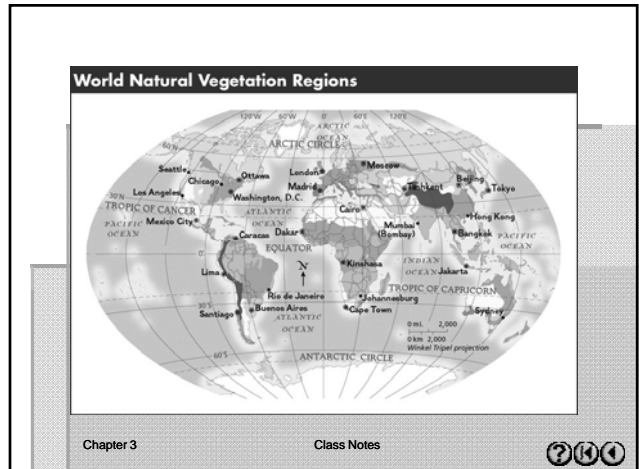 World Natural Vegetation Regions
120°W 60°W 0° 60°E 120°E
ARCTIC
OCEAN
ARCTIC CIRCLE
60°N
Moscow
Seattle
Ottawa
London
Chicago
Madrid
Tashkent
Beijing
Tokyo
Los Angeles
Washington, D.C.
30°N
TROPIC OF CANCER
ATLANTIC
OCEAN
Cairo
Hong Kong
PACIFIC
OCEAN
Mexico City
Mumbai
(Bombay)
Caracas
Dakar
Bangkok
PACIFIC
OCEAN
EQUATOR
0°
N
Kinshasa
INDIAN
OCEAN
Jakarta
Lima
TROPIC OF CAPRICORN
Rio de Janeiro
Johannesburg
30°S
Santiago
Buenos Aires
Cape Town
Sydney
ATLANTIC
OCEAN
0 mi. 2,000
0 km 2,000
Winkel Tripel projection
60°S
ANTARCTIC CIRCLE
Chapter 3
Class Notes
?